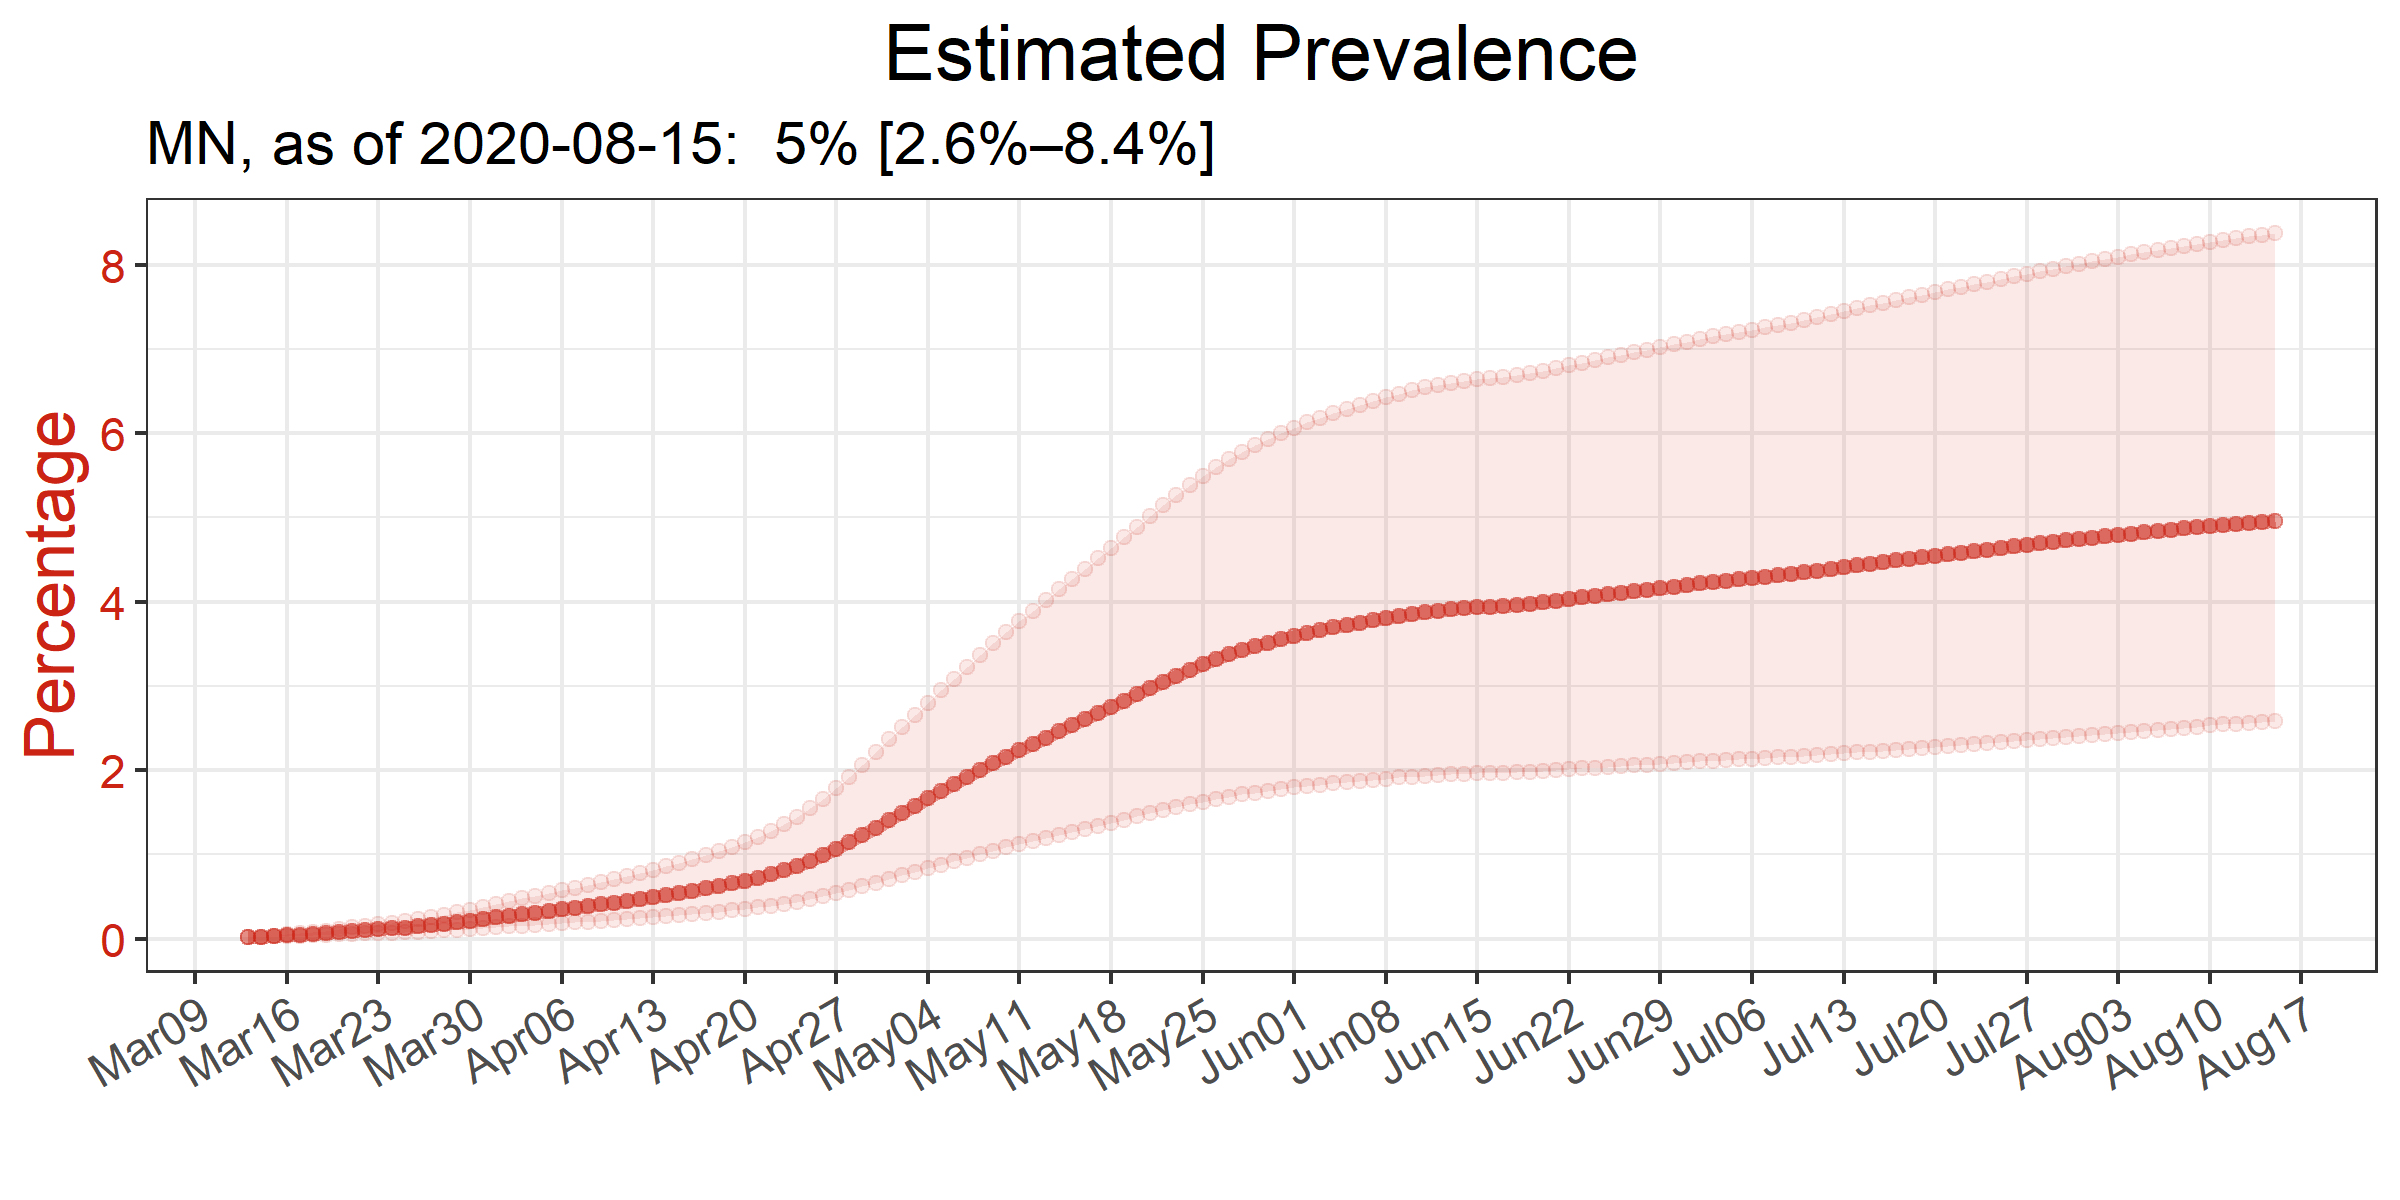 Estimated Prevalence
MN, as of 2020-08-15:  5% [2.6%–8.4%]
Percentage
8
6
4
2
0
Mar09
Mar16
Mar23
Mar30
Apr06
Apr13
Apr20
Apr27
May04
May11
May18
May25
Jun01
Jun08
Jun15
Jun22
Jun29
Jul06
Jul13
Jul20
Jul27
Aug03
Aug10
Aug17